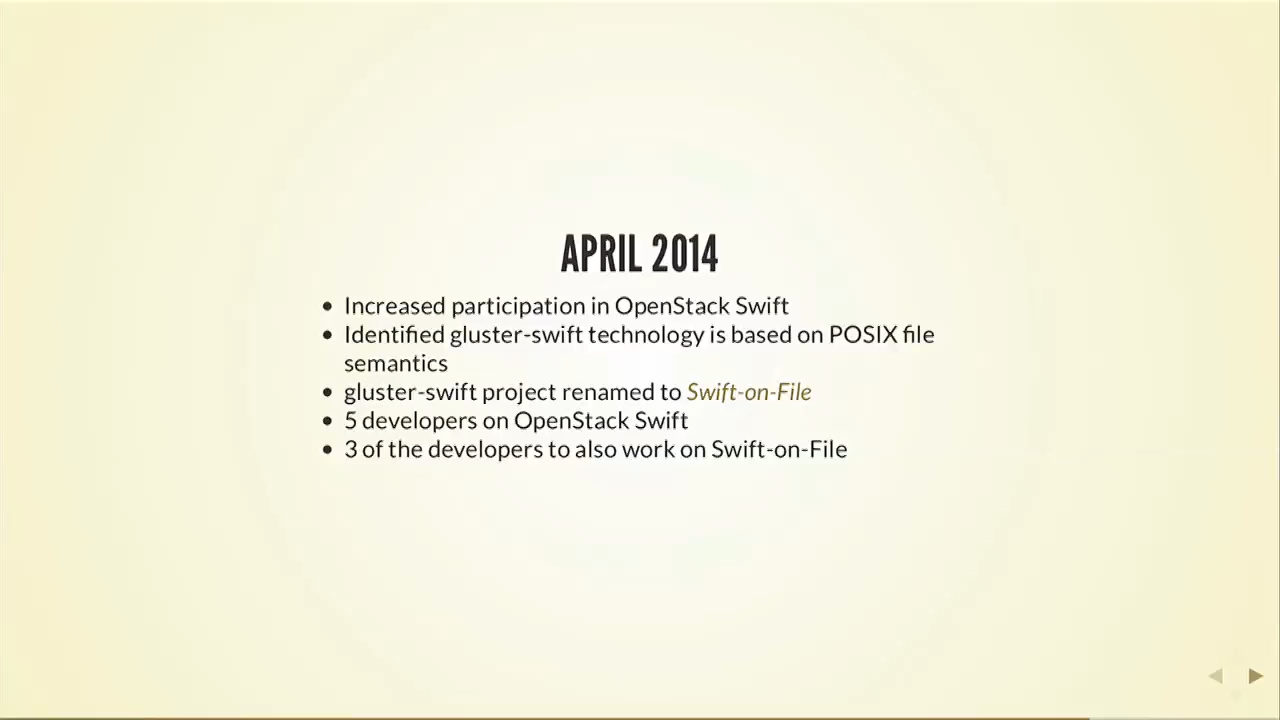 APRIL 2014
• Increased participation in OpenStack Swift
• Identified gluster-swift technology is based on POSIX file
semantics
• gluster-swift project renamed to Swift-on-File
• 5 developers on OpenStack Swift
• 3 of the developers to also work on Swift-on-File